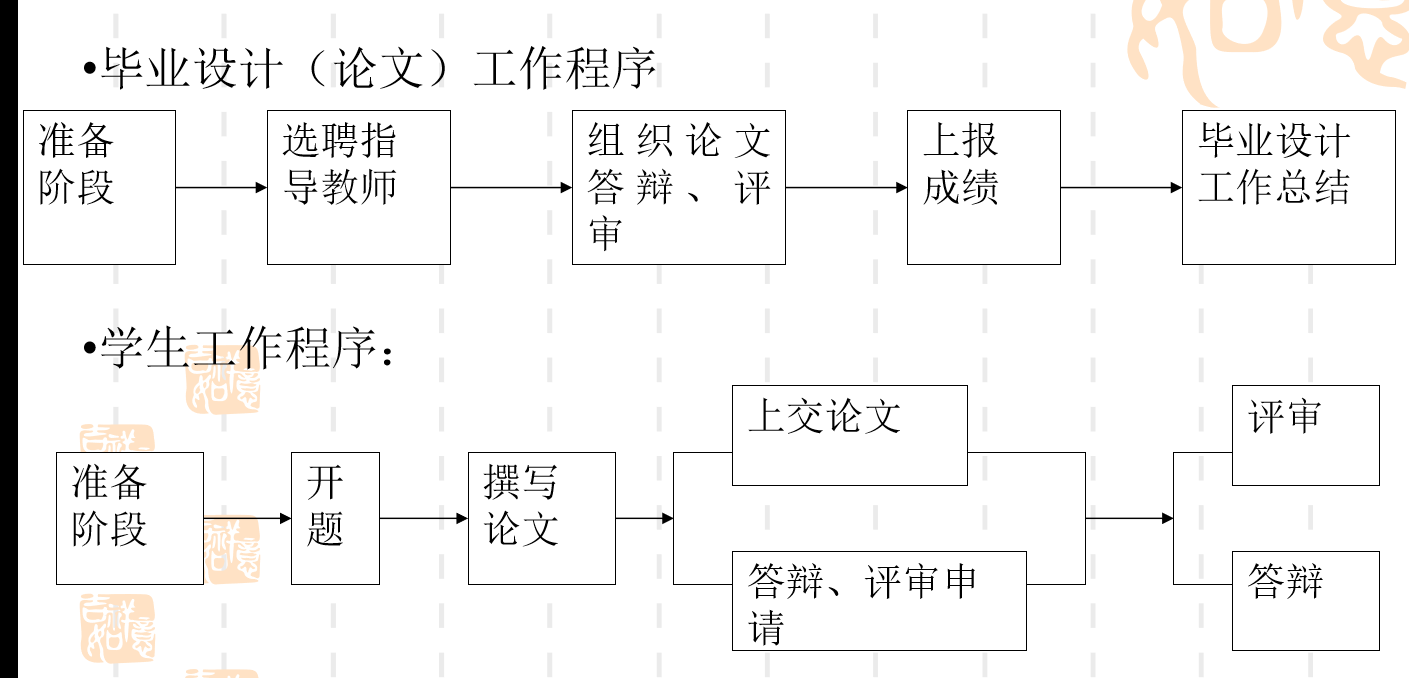 •毕业设计（论文）工作程序
准备
阶段
选聘指
导教师
组织论文
答辩、评
审
上报
成绩
毕业设计
工作总结
•学生工作程序：
准备
阶段
开
题
撰写
论文
上交论文
答辩、评审申
请
评审
答辩